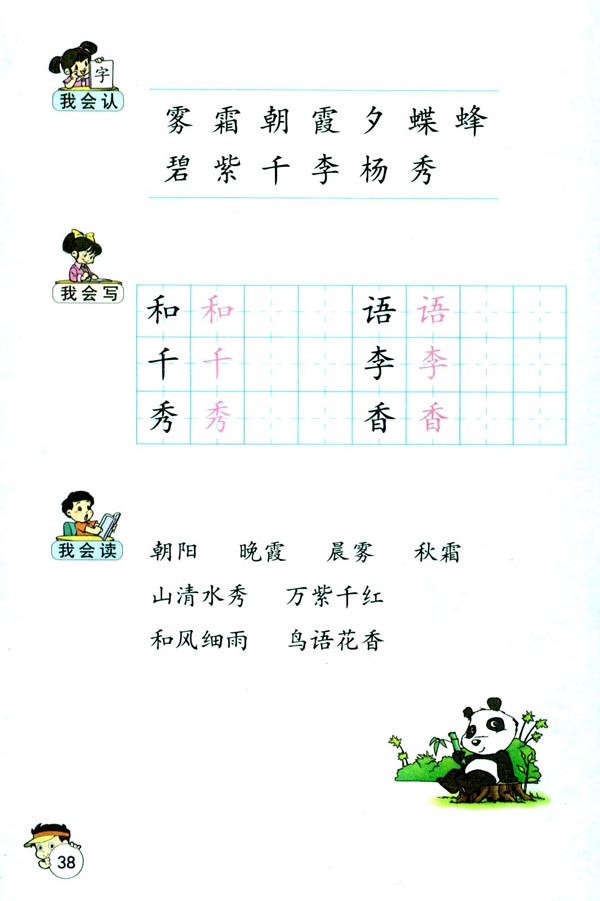 字
我会认
雾 霜 朝 霞 夕 蝶 蜂
碧 紫 千 李 杨 秀
我会写
和 和 语 语
千 千 李 李
秀 秀 香 香
我会读
朝阳 晚霞 晨雾 秋霜
山清水秀 万紫千红
和风细雨 鸟语花香
38